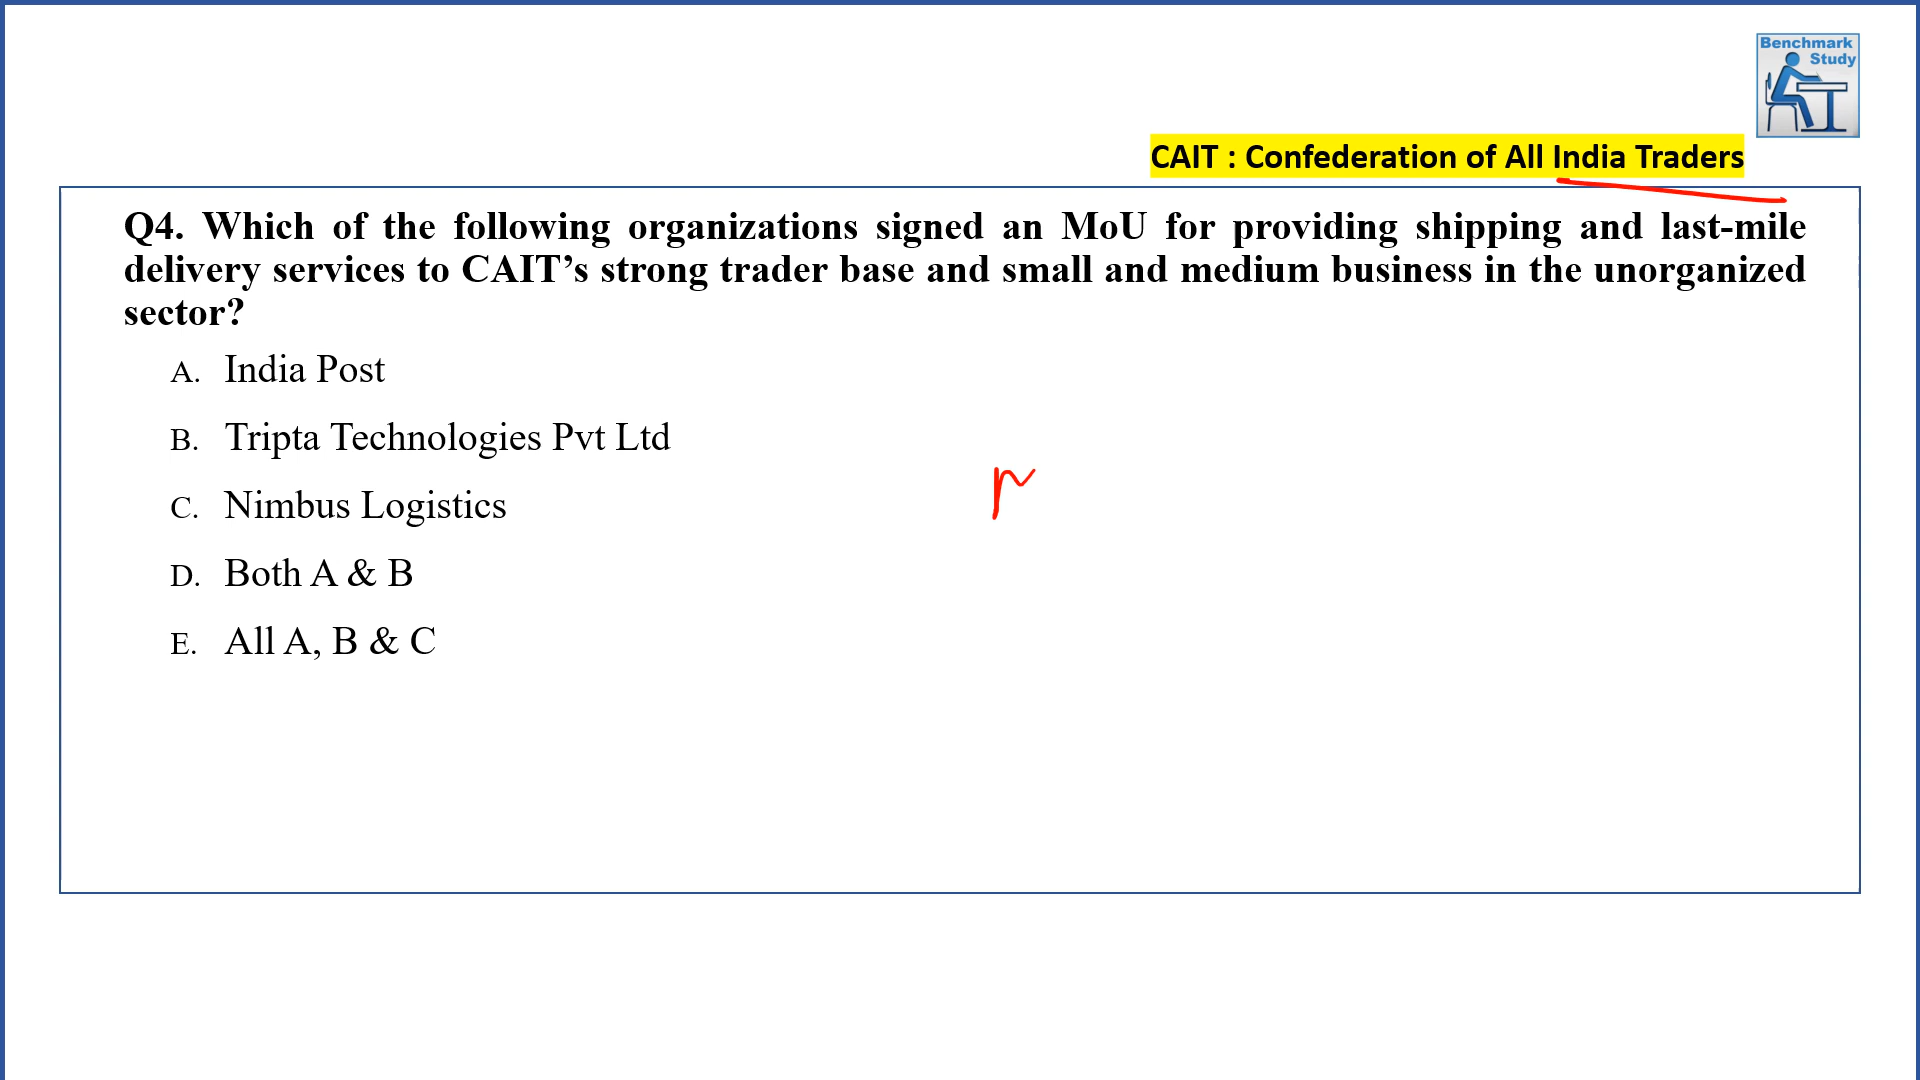 Benchmark
Study
CAIT : Confederation of All India Traders
Q4. Which of the following organizations signed an MoU for providing shipping and last-mile
delivery services to CAIT’s strong trader base and small and medium business in the unorganized
sector?
A. India Post
B. Tripta Technologies Pvt Ltd
C. Nimbus Logistics
D. Both A & B
E. All A, B & C